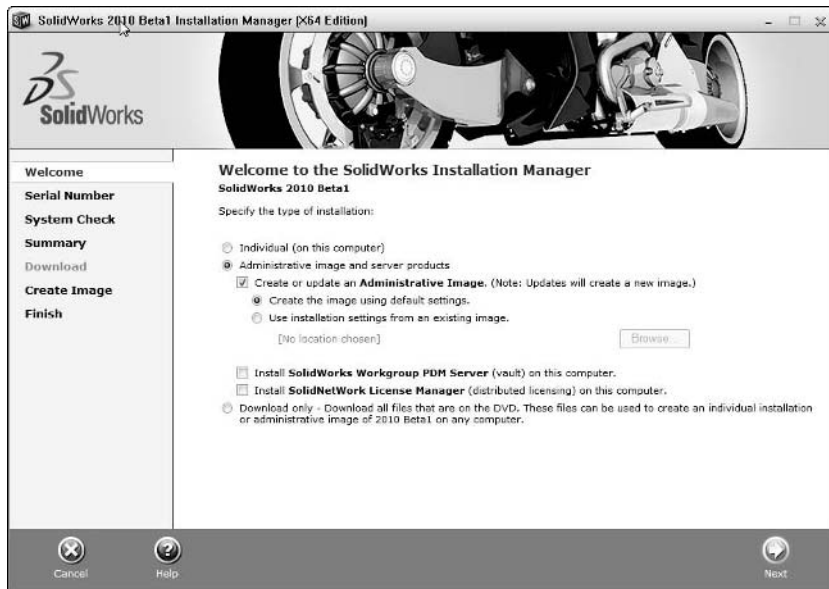 SolidWorks 2010 Beta1 Installation Manager (X64 Edition)
SolidWorks
Welcome
Serial Number
System Check
Summary
Download
Create Image
Finish
Welcome to the SolidWorks Installation Manager
SolidWorks 2010 Beta1
Specify the type of installation:
Individual (on this computer)
Administrative image and server products
Create or update an Administrative Image. (Note: Updates will create a new image.)
Create the image using default settings.
Use installation settings from an existing image.
[No location chosen]
Browse...
Install SolidWorks Workgroup PDM Server (vault) on this computer.
Install SolidNetWork License Manager (distributed licensing) on this computer.
Download only - Download all files that are on the DVD. These files can be used to create an individual installation
or administrative image of 2010 Beta1 on any computer.
Cancel
Help
Next